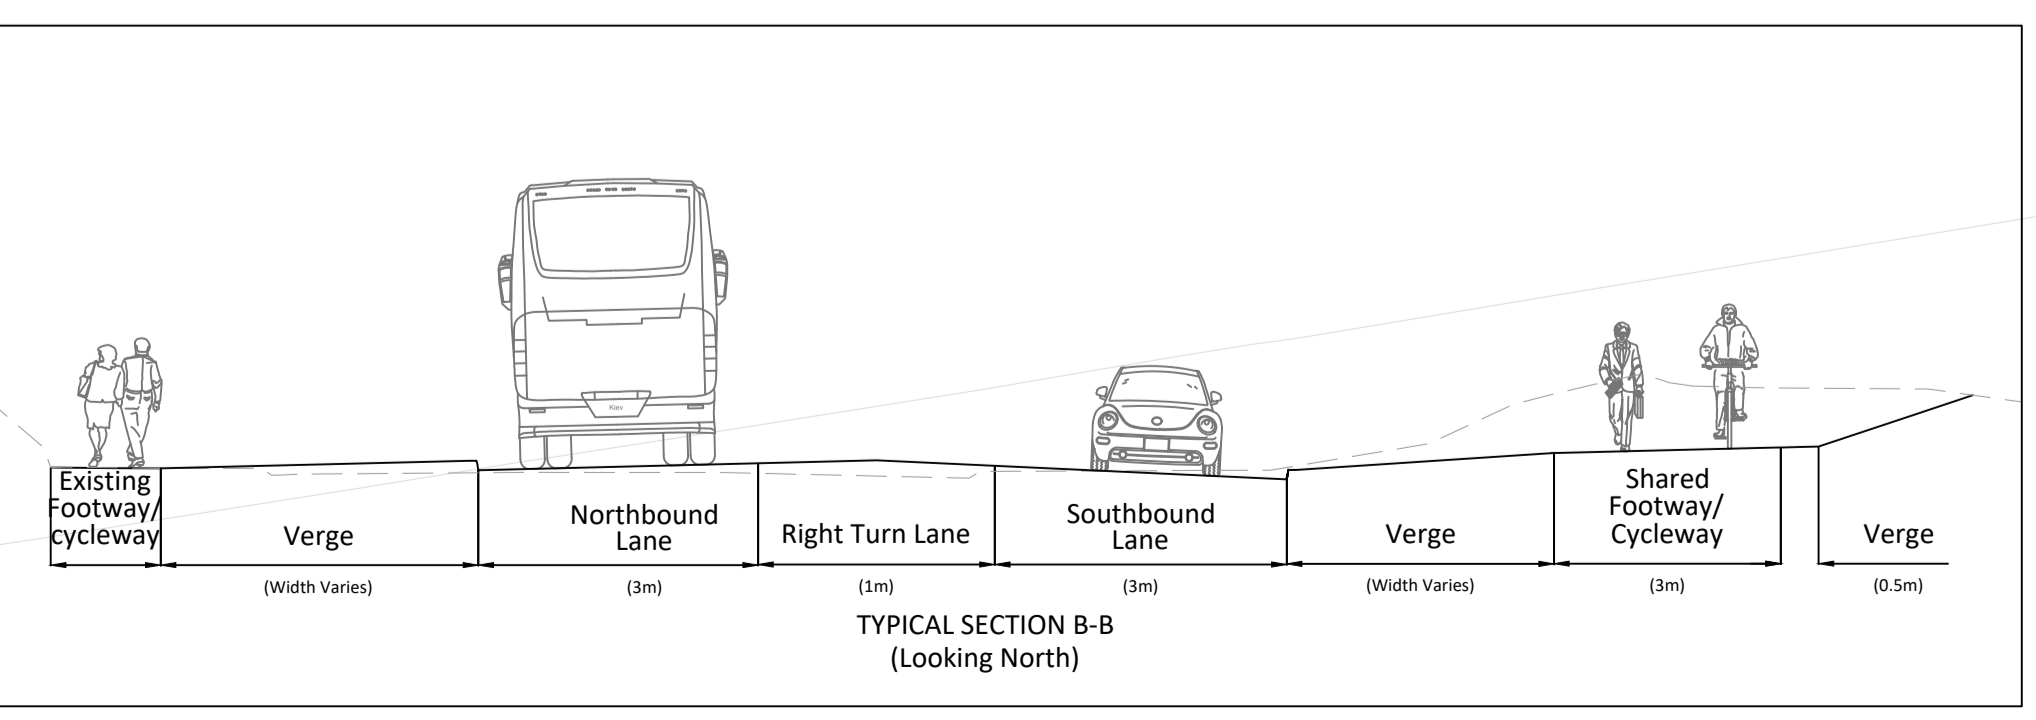 Kiev
Existing
Footway/
cycleway
Verge
Northbound
Lane
Right Turn Lane
Southbound
Lane
Verge
Shared
Footway/
Cycleway
Verge
(Width Varies)
(3m)
(1m)
(3m)
(Width Varies)
(3m)
(0.5m)
TYPICAL SECTION B-B
(Looking North)